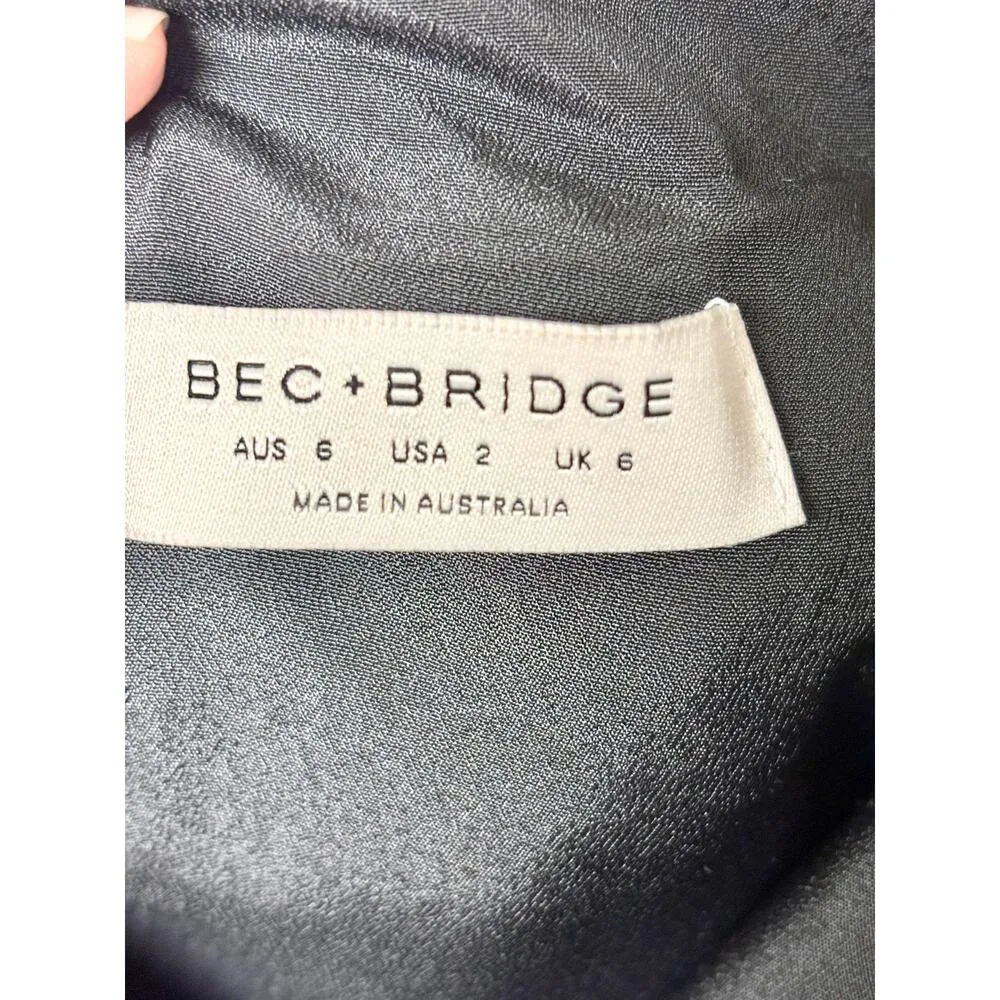 BEC + BRIDGE
AUS 6 USA 2 UK 6
MADE IN AUSTRALIA